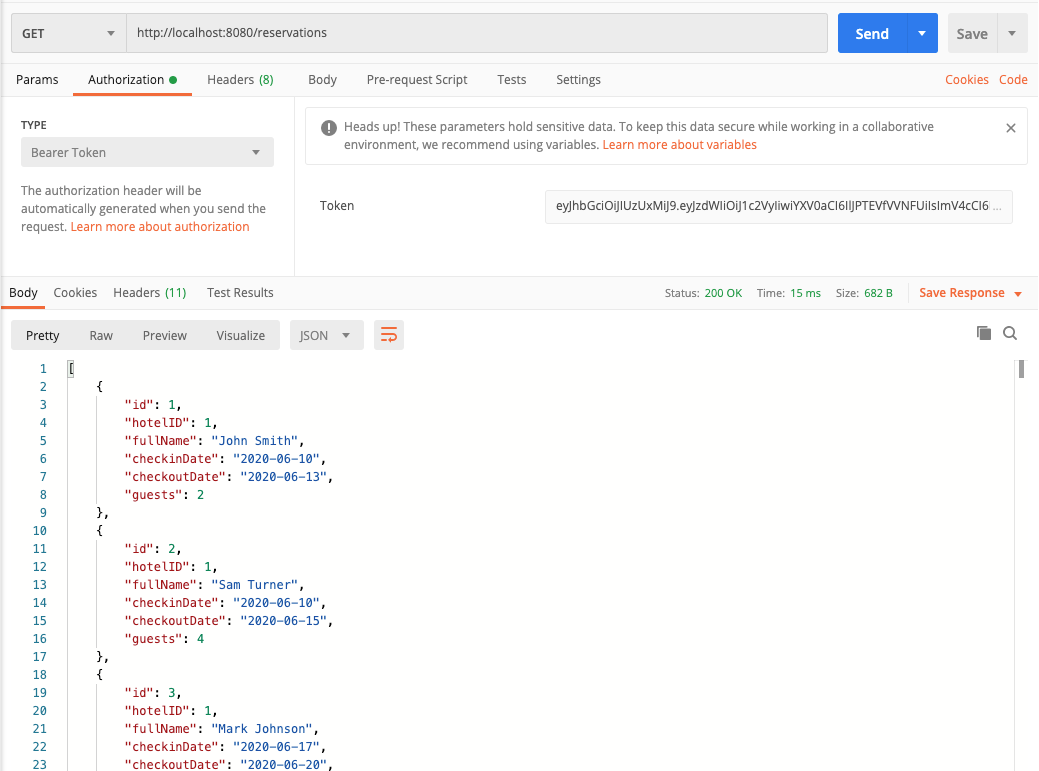 GET http://localhost:8080/reservations Send Save
Params Authorization Headers (8) Body Pre-request Script Tests Settings Cookies Code
TYPE
Bearer Token
The authorization header will be
automatically generated when you send the
request. Learn more about authorization
Heads up! These parameters hold sensitive data. To keep this data secure while working in a collaborative
environment, we recommend using variables. Learn more about variables
Token
Body Cookies Headers (11) Test Results Status: 200 OK Time: 15 ms Size: 682 B Save Response
Pretty Raw Preview Visualize JSON
1 [
2 {
3 "id": 1,
4 "hotelID": 1,
5 "fullName": "John Smith",
6 "checkinDate": "2020-06-10",
7 "checkoutDate": "2020-06-13",
8 "guests": 2
9 },
10 {
11 "id": 2,
12 "hotelID": 1,
13 "fullName": "Sam Turner",
14 "checkinDate": "2020-06-10",
15 "checkoutDate": "2020-06-15",
16 "guests": 4
17 },
18 {
19 "id": 3,
20 "hotelID": 1,
21 "fullName": "Mark Johnson",
22 "checkinDate": "2020-06-17",
23 "checkoutDate": "2020-06-20",